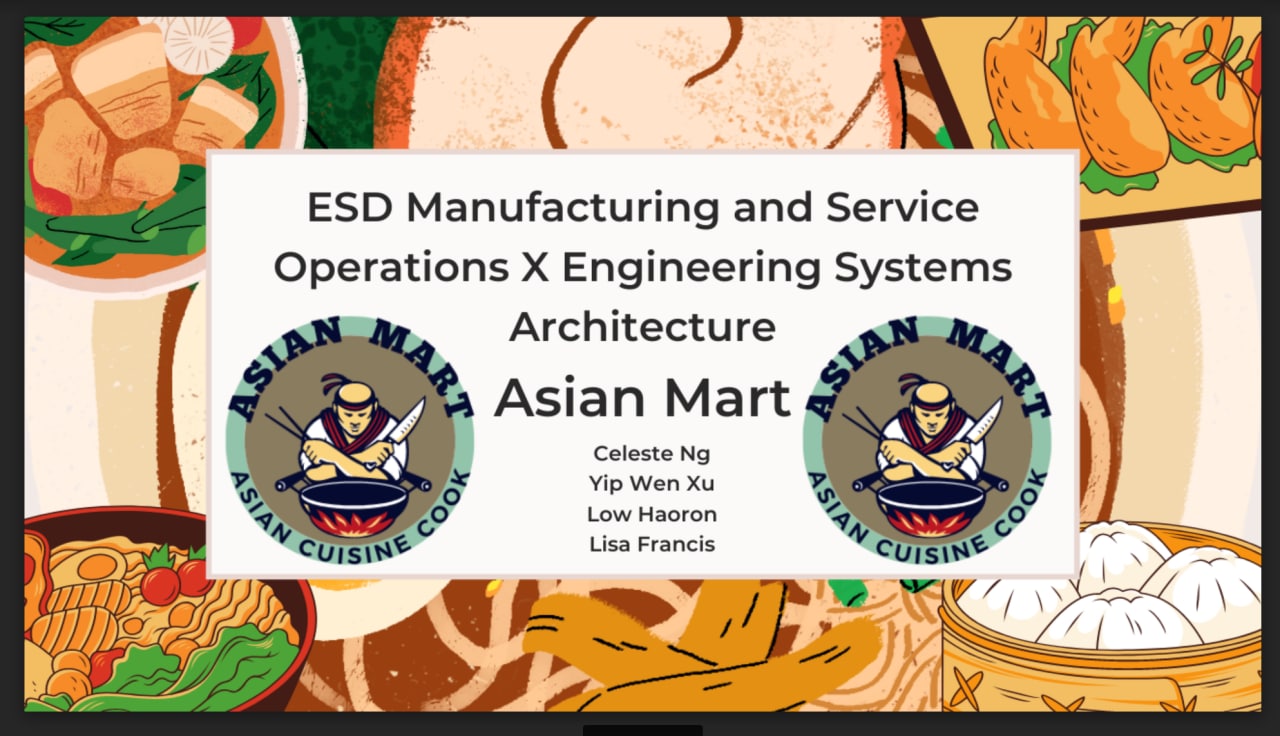 ESD Manufacturing and Service
Operations X Engineering Systems
Architecture
Asian Mart
Celeste Ng
Yip Wen Xu
Low Haoron
Lisa Francis
ASIAN MART
ASIAN CUISINE COOK
ASIAN MART
ASIAN CUISINE COOK